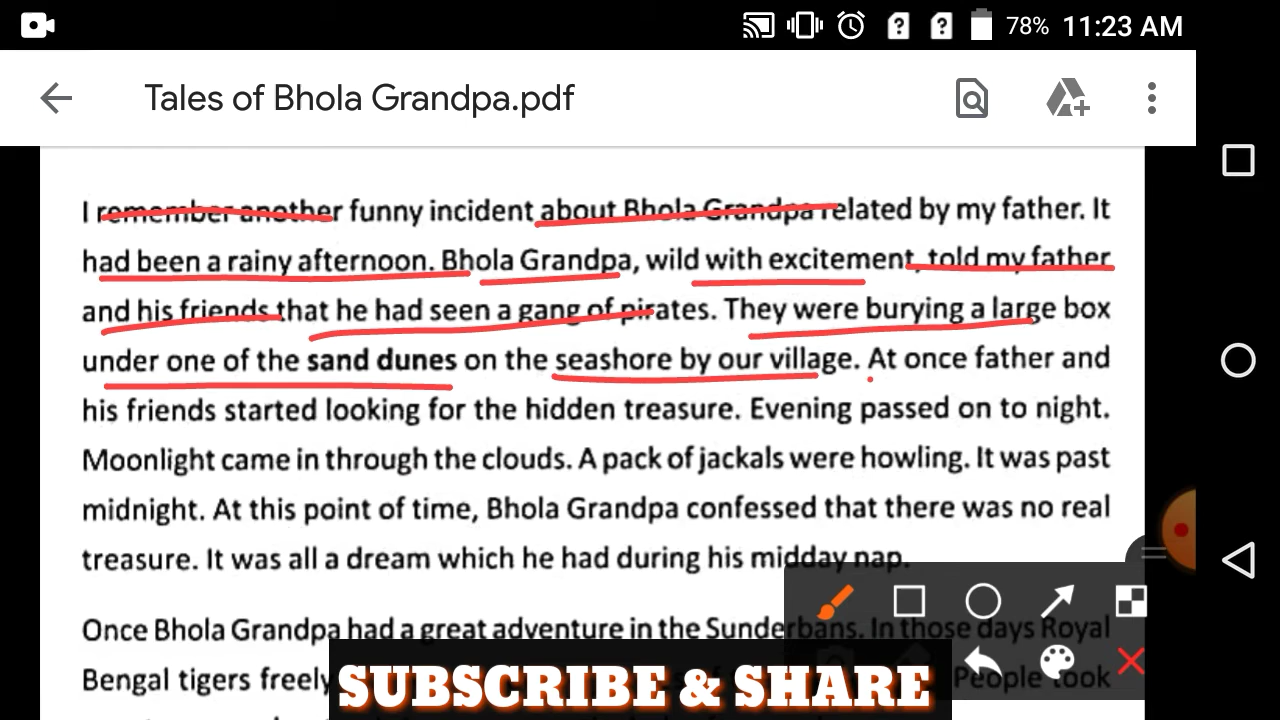 78% 11:23 AM
Tales of Bhola Grandpa.pdf
I remember another funny incident about Bhola Grandpa related by my father. It
had been a rainy afternoon. Bhola Grandpa, wild with excitement, told my father
and his friends that he had seen a gang of pirates. They were burying a large box
under one of the sand dunes on the seashore by our village. At once father and
his friends started looking for the hidden treasure. Evening passed on to night.
Moonlight came in through the clouds. A pack of jackals were howling. It was past
midnight. At this point of time, Bhola Grandpa confessed that there was no real
treasure. It was all a dream which he had during his midday nap.
Once Bhola Grandpa had a great adventure in the Sunderbans. In those days Royal
Bengal tigers freely People took
SUBSCRIBE & SHARE